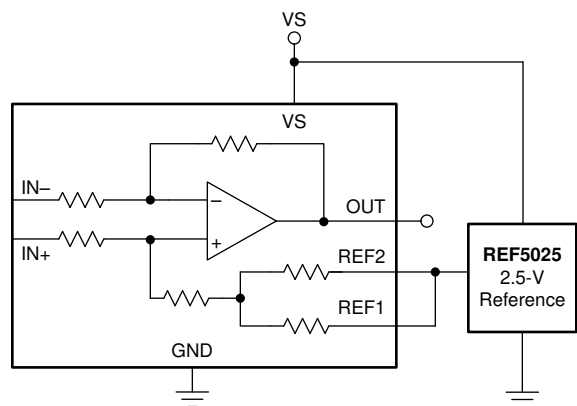 VS
VS
IN–
–
OUT
+
IN+
REF2
REF1
REF5025
2.5-V
Reference
GND